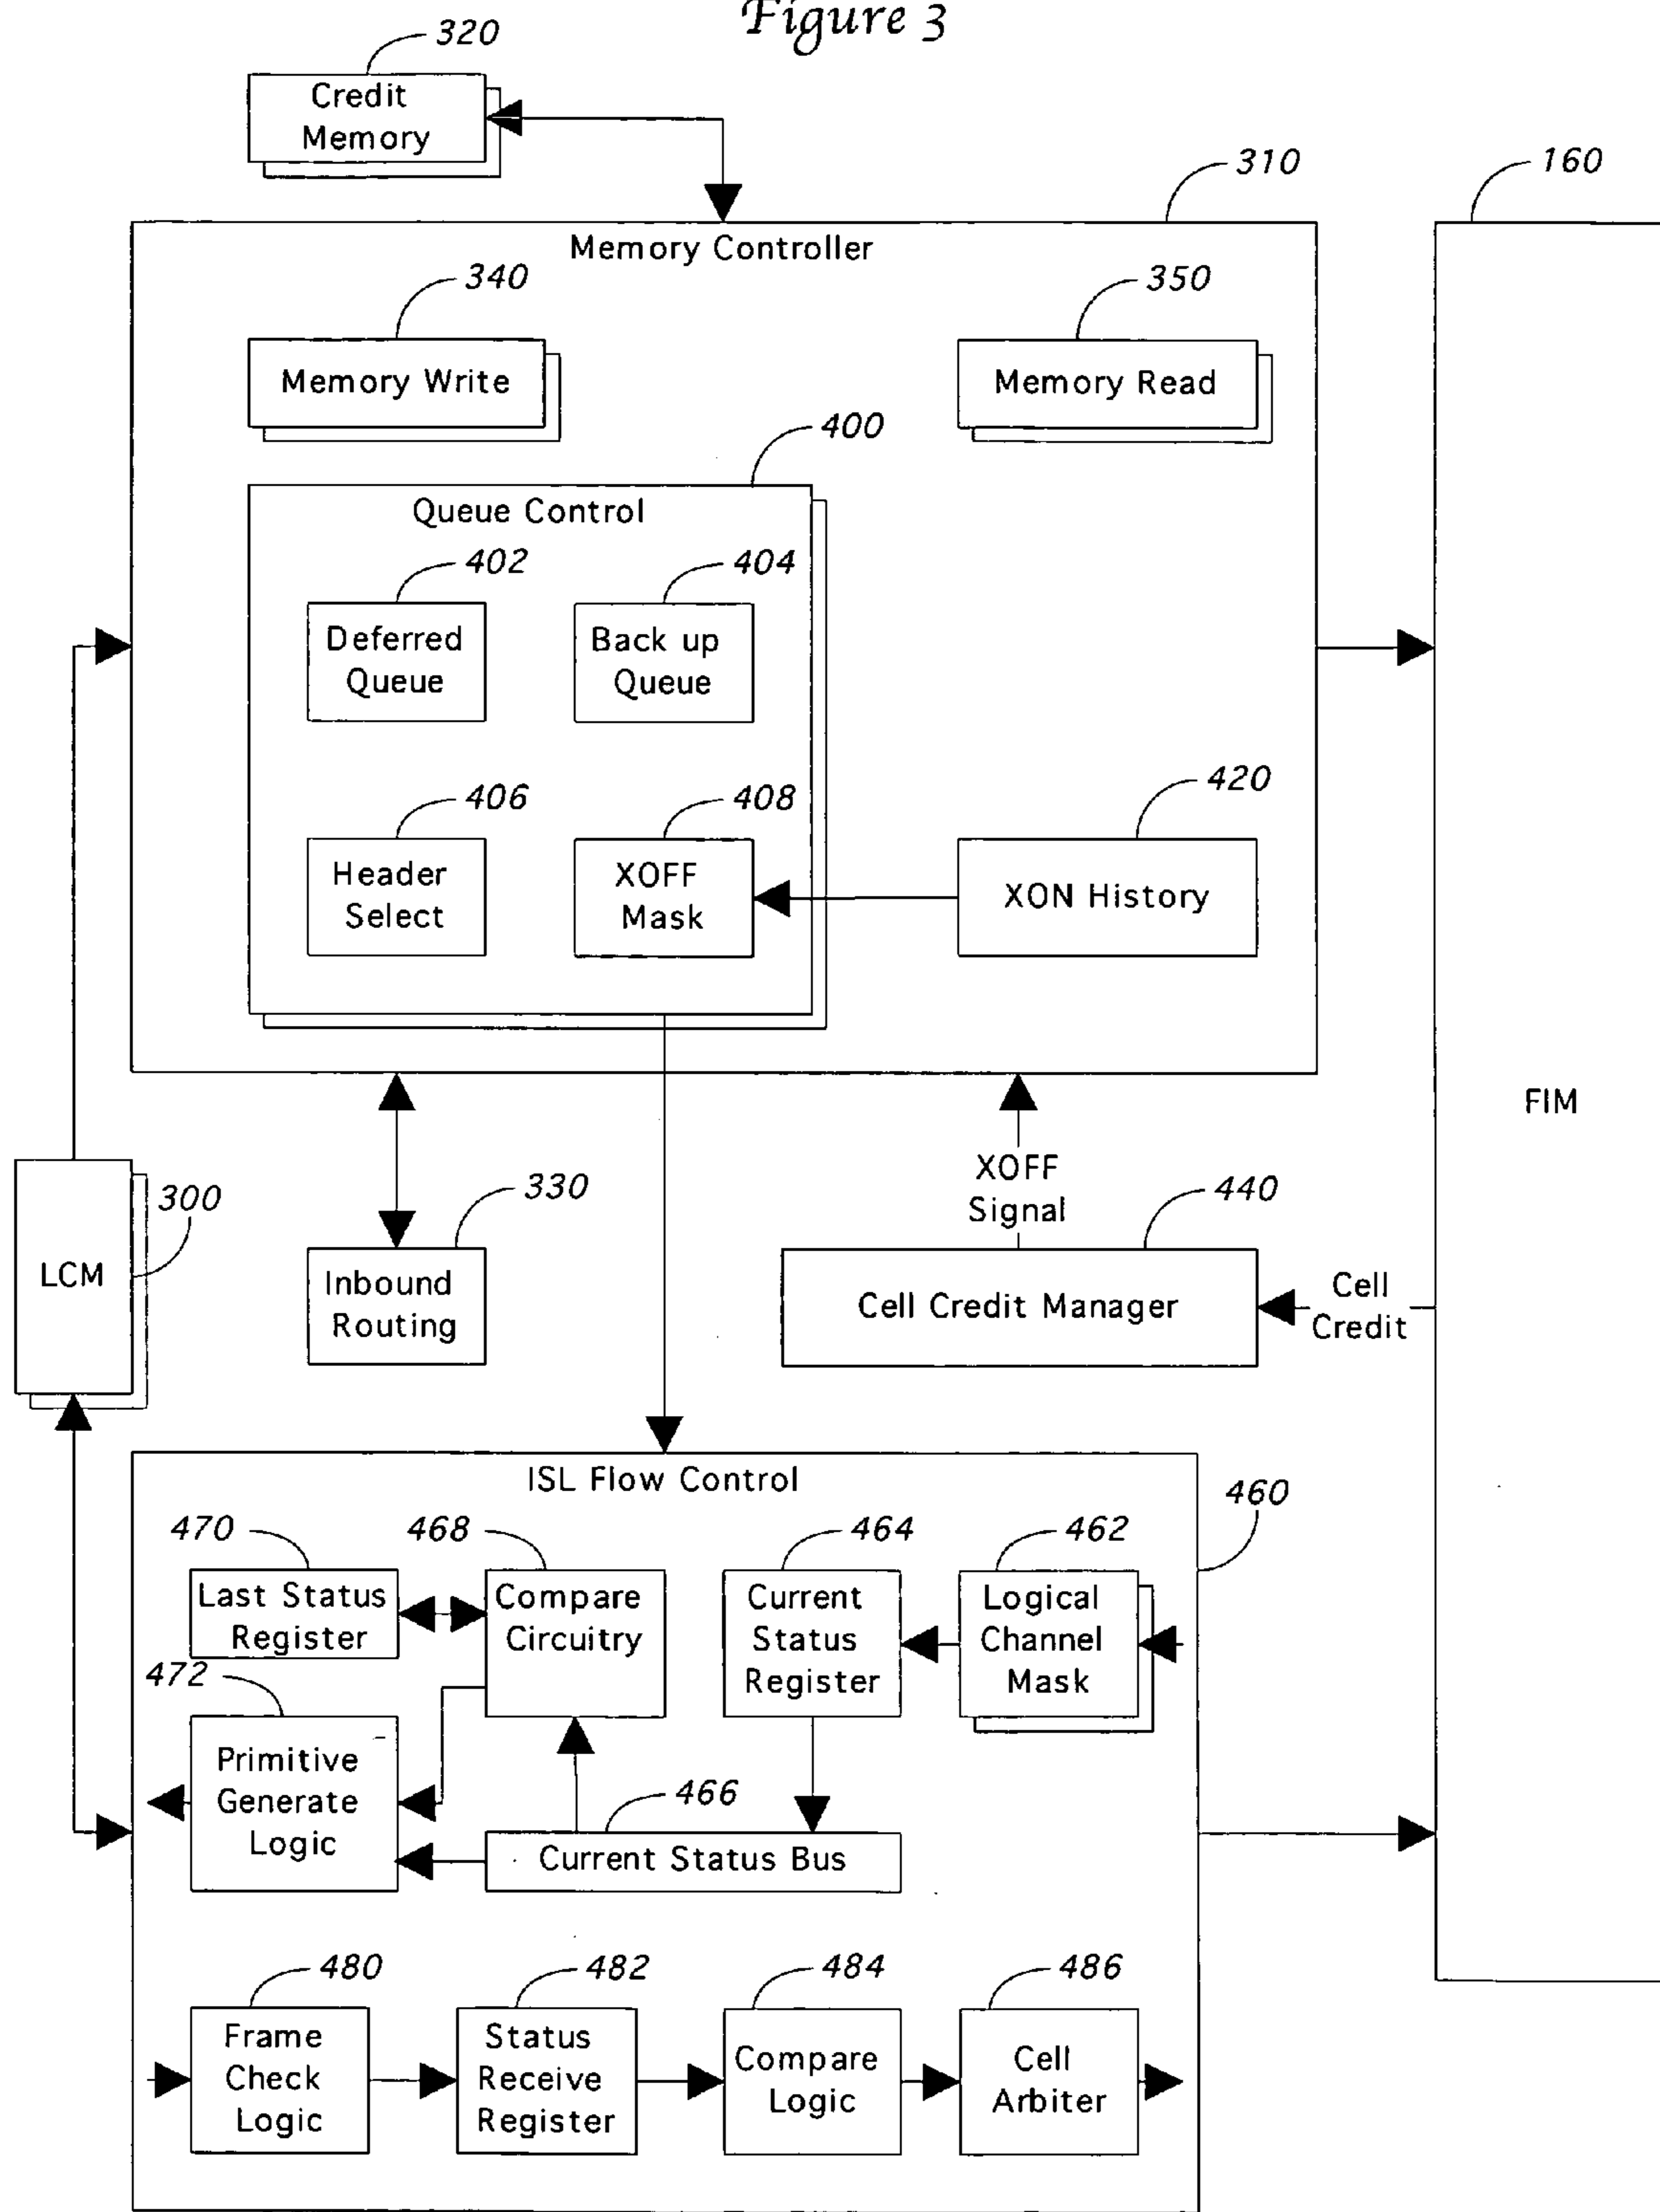 Figure 3
320
Credit
Memory
310
160
Memory Controller
340
350
Memory Write
Memory Read
400
Queue Control
402
404
Deferred
Queue
Back up
Queue
406
408
420
Header
Select
XOFF
Mask
XON History
FIM
XOFF
Signal
300
330
440
LCM
Inbound
Routing
Cell Credit Manager
Cell
Credit
ISL Flow Control
460
470
468
464
462
Last Status
Register
Compare
Circuitry
Current
Status
Register
Logical
Channel
Mask
472
Primitive
Generate
Logic
466
Current Status Bus
480
482
484
486
Frame
Check
Logic
Status
Receive
Register
Compare
Logic
Cell
Arbiter